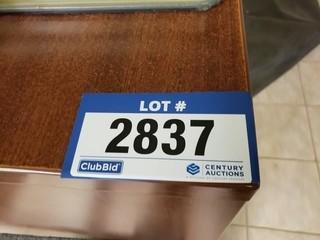 LOT #
2837
ClubBid
CENTURY
AUCTIONS